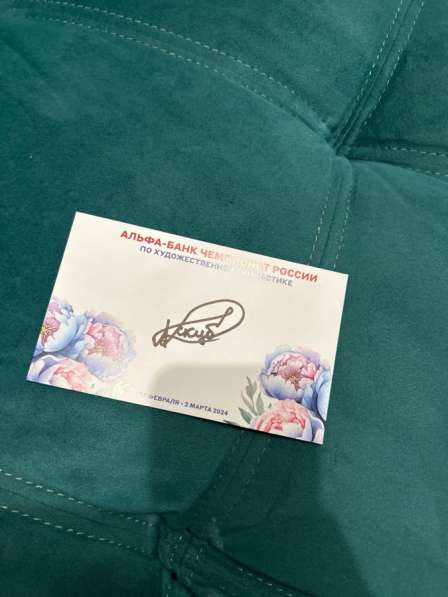 АЛЬФА-БАНК ЧЕМПИОНАТ РОССИИ
ПО ХУДОЖЕСТВЕННОЙ ГИМНАСТИКЕ
ФЕВРАЛЯ - 2 МАРТА 2024